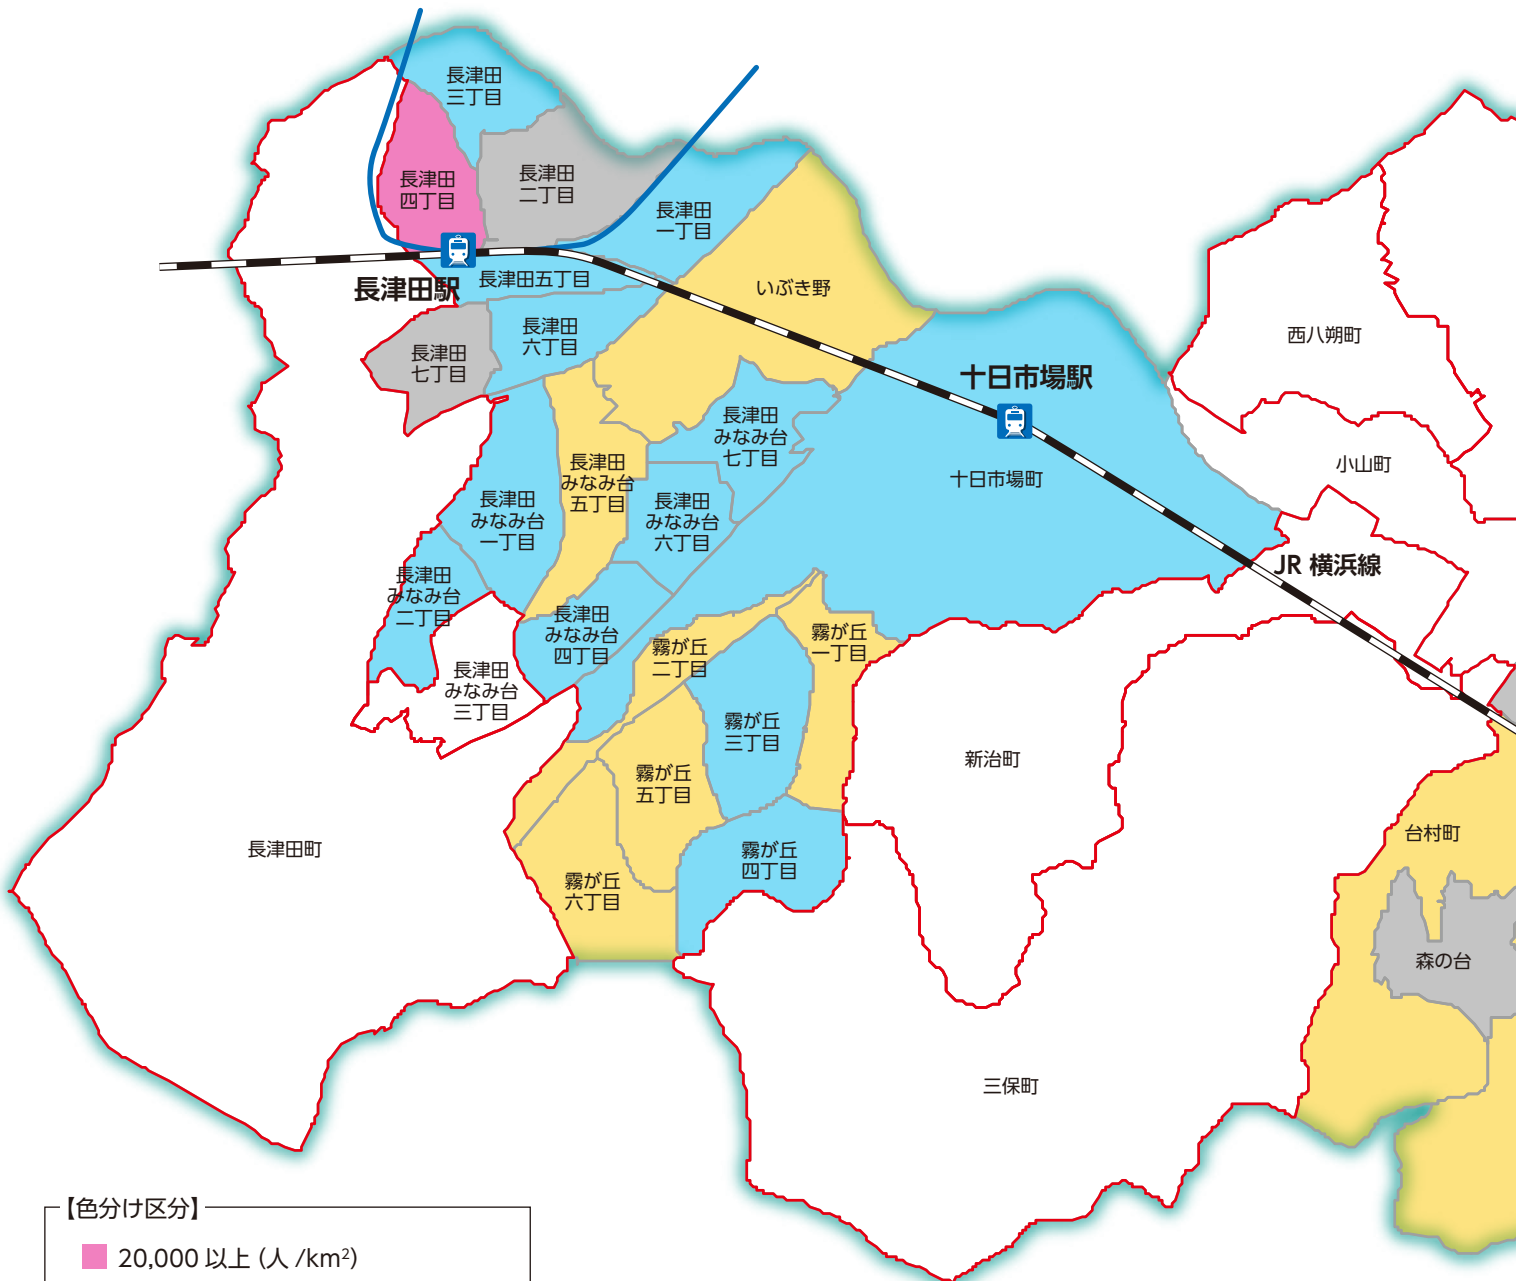 長津田
三丁目
長津田
四丁目
長津田
二丁目
長津田
一丁目
長津田駅
長津田五丁目
いぶき野
長津田
六丁目
長津田
七丁目
西八朔町
十日市場駅
長津田
みなみ台
七丁目
小山町
長津田
みなみ台
五丁目
十日市場町
長津田
みなみ台
一丁目
長津田
みなみ台
六丁目
JR 横浜線
長津田
みなみ台
二丁目
長津田
みなみ台
四丁目
霧が丘
二丁目
霧が丘
一丁目
長津田
みなみ台
三丁目
霧が丘
三丁目
新治町
霧が丘
五丁目
長津田町
台村町
霧が丘
四丁目
霧が丘
六丁目
森の台
三保町
【色分け区分】
20,000 以上 (人 /km²)